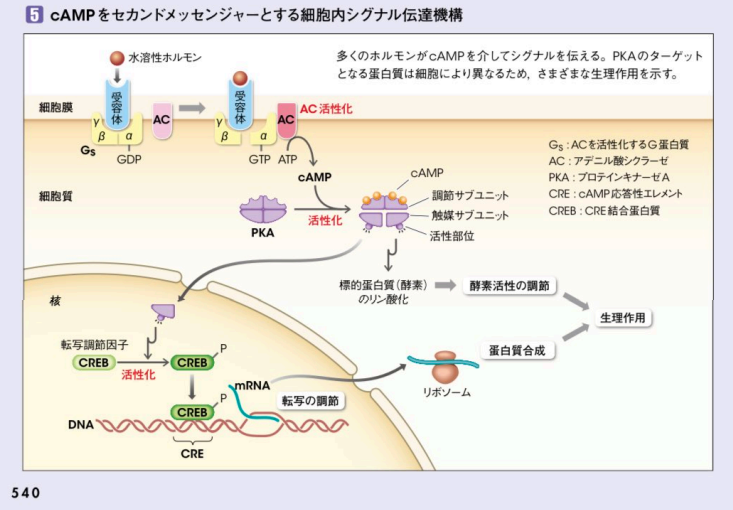 5 cAMPをセカンドメッセンジャーとする細胞内シグナル伝達機構
水溶性ホルモン
多くのホルモンがcAMPを介してシグナルを伝える。PKAのターゲット
となる蛋白質は細胞により異なるため，さまざまな生理作用を示す。
受容体
受容体
細胞膜
AC
AC
AC活性化
γ
β
α
γ
β
α
Gs
GDP
GTP
ATP
Gs：ACを活性化するG蛋白質
AC：アデニル酸シクラーゼ
PKA：プロテインキナーゼA
CRE：cAMP応答性エレメント
CREB：CRE結合蛋白質
cAMP
cAMP
細胞質
調節サブユニット
触媒サブユニット
活性部位
活性化
PKA
標的蛋白質（酵素）
のリン酸化
酵素活性の調節
核
生理作用
転写調節因子
P
CREB
CREB
活性化
蛋白質合成
mRNA
P
リボソーム
転写の調節
CREB
DNA
CRE
540